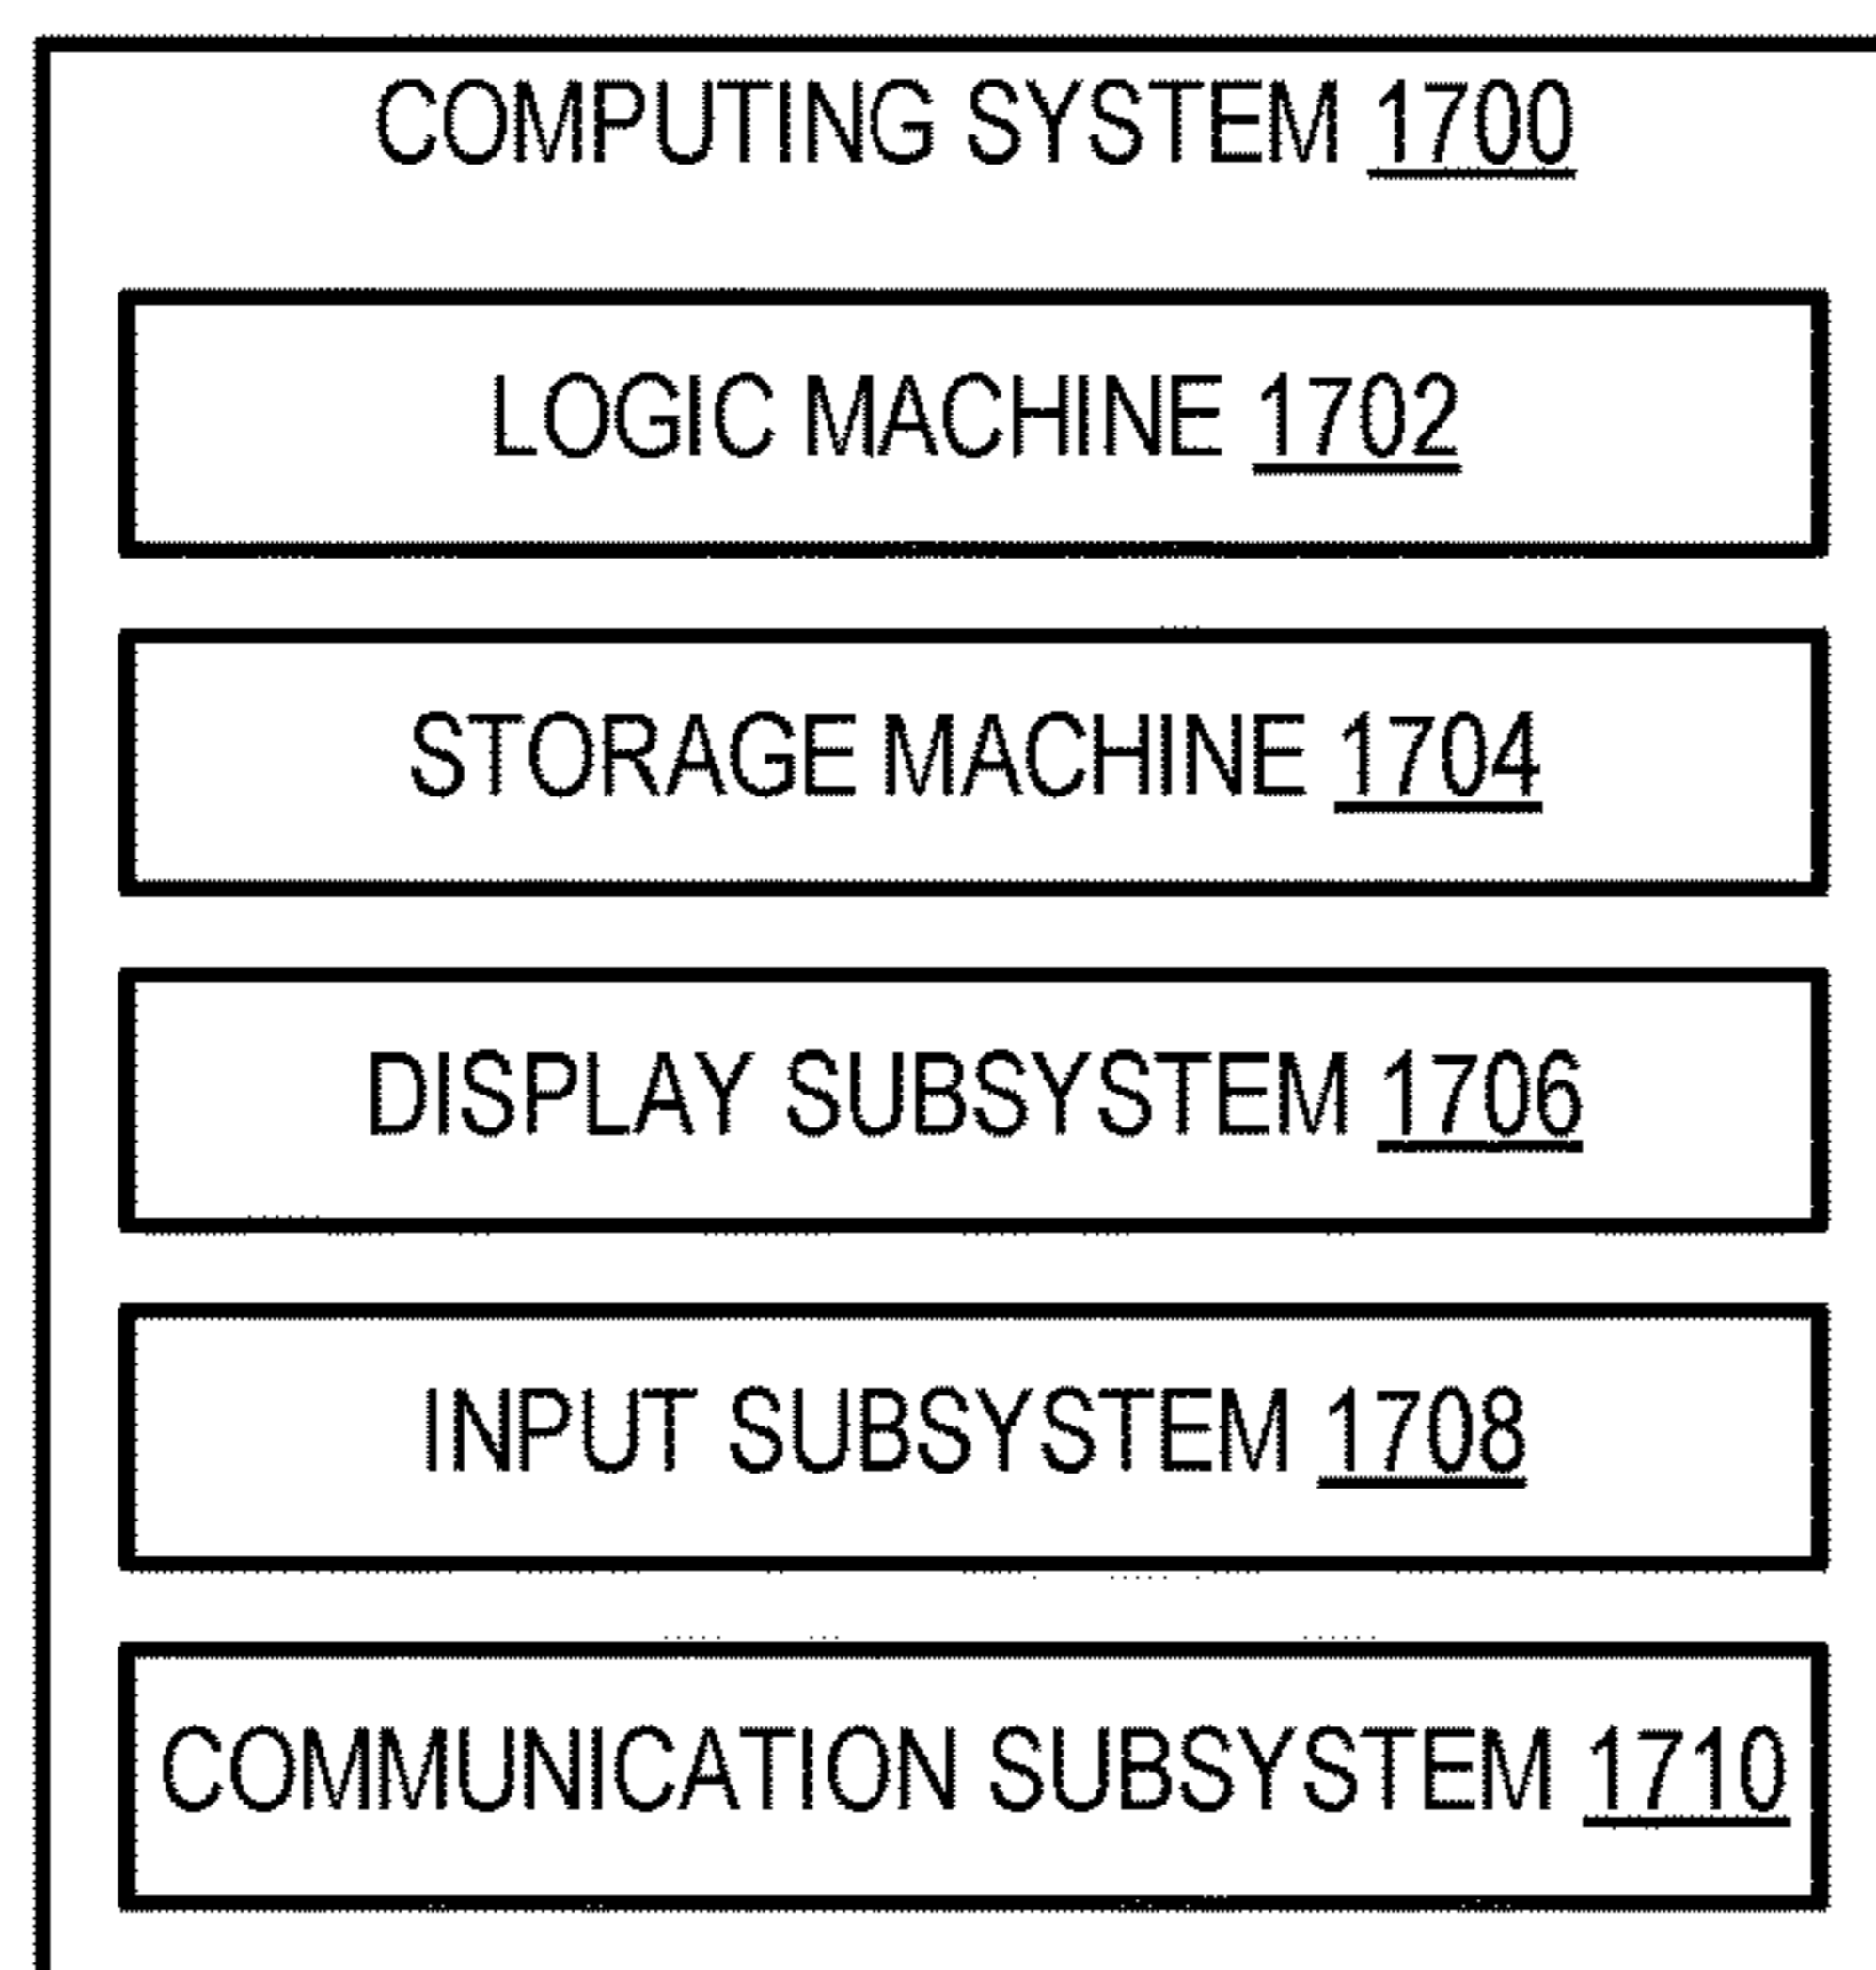 COMPUTING SYSTEM 1700
LOGIC MACHINE 1702
STORAGE MACHINE 1704
DISPLAY SUBSYSTEM 1706
INPUT SUBSYSTEM 1708
COMMUNICATION SUBSYSTEM 1710